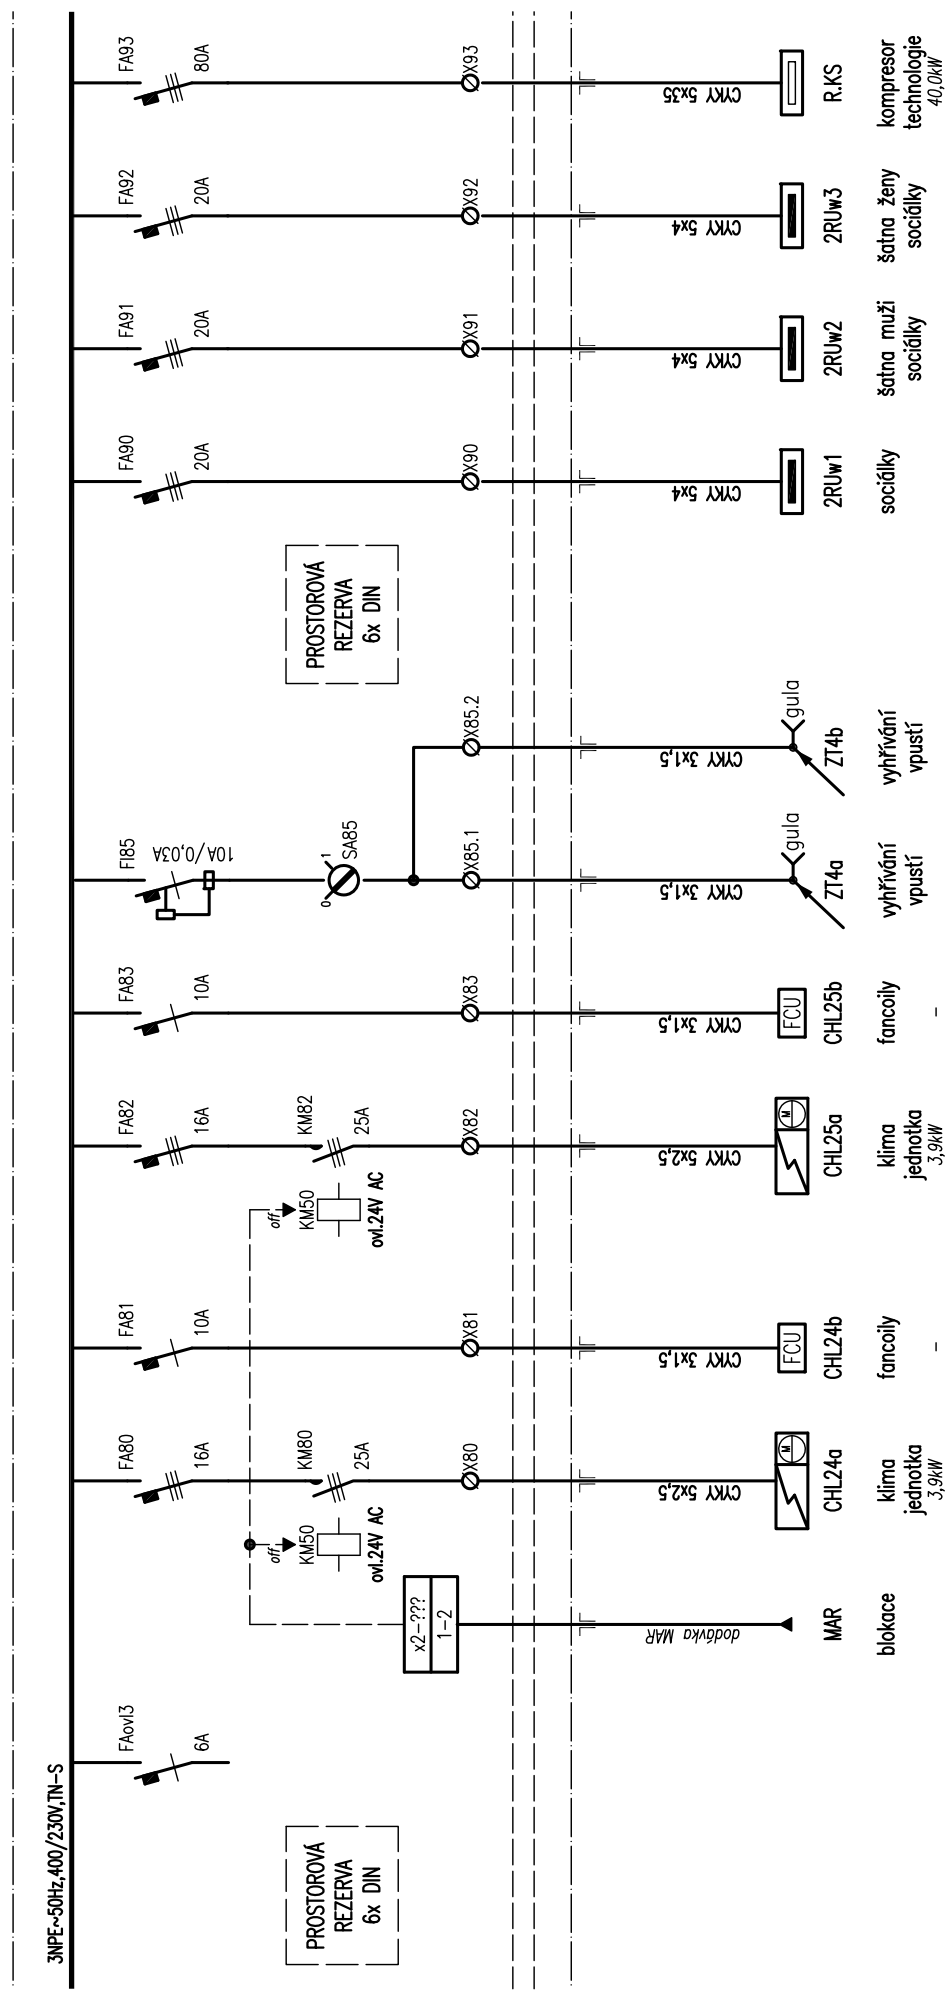 3NPE~50Hz,400/230V,TN-S
PROSTOROVÁ
REZERVA
6x DIN
FAovl3
6A
x2-???
1-2
dodávka MAR
MAR
blokace
off
KM50
ovl.24V AC
FA80
16A
KM80
25A
X80
CYKY 5x2,5
M
CHL24a
klima
jednotka
3,9kW
FA81
10A
X81
CYKY 3x1,5
FCU
CHL24b
fancoily
-
off
KM50
ovl.24V AC
FA82
16A
KM82
25A
X82
CYKY 5x2,5
M
CHL25a
klima
jednotka
3,9kW
FA83
10A
X83
CYKY 3x1,5
FCU
CHL25b
fancoily
-
FI85
10A/0,03A
0
1
SA85
X85.1
CYKY 3x1,5
gula
ZT4a
vyhřívání
vpustí
X85.2
CYKY 3x1,5
gula
ZT4b
vyhřívání
vpustí
PROSTOROVÁ
REZERVA
6x DIN
FA90
20A
X90
CYKY 5x4
2RUw1
sociálky
FA91
20A
X91
CYKY 5x4
2RUw2
šatna muži
sociálky
FA92
20A
X92
CYKY 5x4
2RUw3
šatna ženy
sociálky
FA93
80A
X93
CYKY 5x35
R.KS
kompresor
technologie
40,0kW